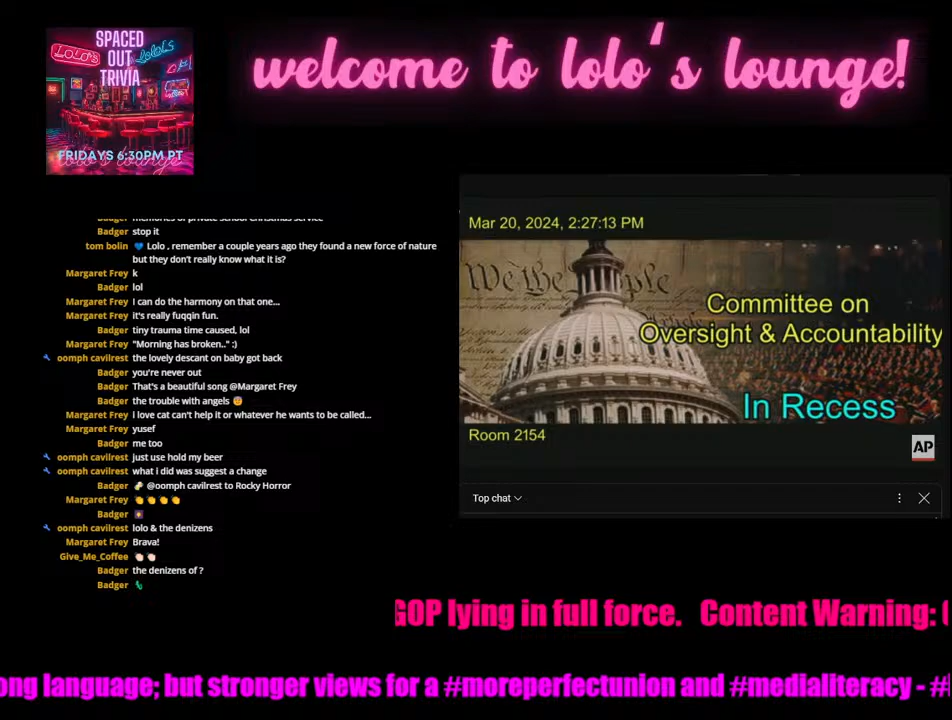 SPACED
OUT
TRIVIA
LOLO'S
FRIDAYS 6:30PM PT
lolo's lounge
welcome to lolo's lounge!
Badger memories of private school Christmas service
Badger stop it
tom bolin 💙 Lolo , remember a couple years ago they found a new force of nature
but they don't really know what it is?
Margaret Frey k
Badger lol
Margaret Frey I can do the harmony on that one...
Margaret Frey it's really fuqqin fun.
Badger tiny trauma time caused, lol
Margaret Frey "Morning has broken.." :)
oomph cavilrest the lovely descant on baby got back
Badger you're never out
Badger That's a beautiful song @Margaret Frey
Badger the trouble with angels 😇
Margaret Frey i love cat can't help it or whatever he wants to be called...
Margaret Frey yusef
Badger me too
oomph cavilrest just use hold my beer
oomph cavilrest what i did was suggest a change
Badger @oomph cavilrest to Rocky Horror
Margaret Frey 👏 👏 👏 👏
Badger
oomph cavilrest lolo & the denizens
Margaret Frey Brava!
Give_Me_Coffee 👏🏻 👏🏻
Badger the denizens of ?
Badger
Mar 20, 2024, 2:27:13 PM
We the People
Committee on
Oversight & Accountability
In Recess
Room 2154
AP
Top chat
GOP lying in full force. Content Warning:
ong language; but stronger views for a #moreperfectunion and #medialiteracy - #